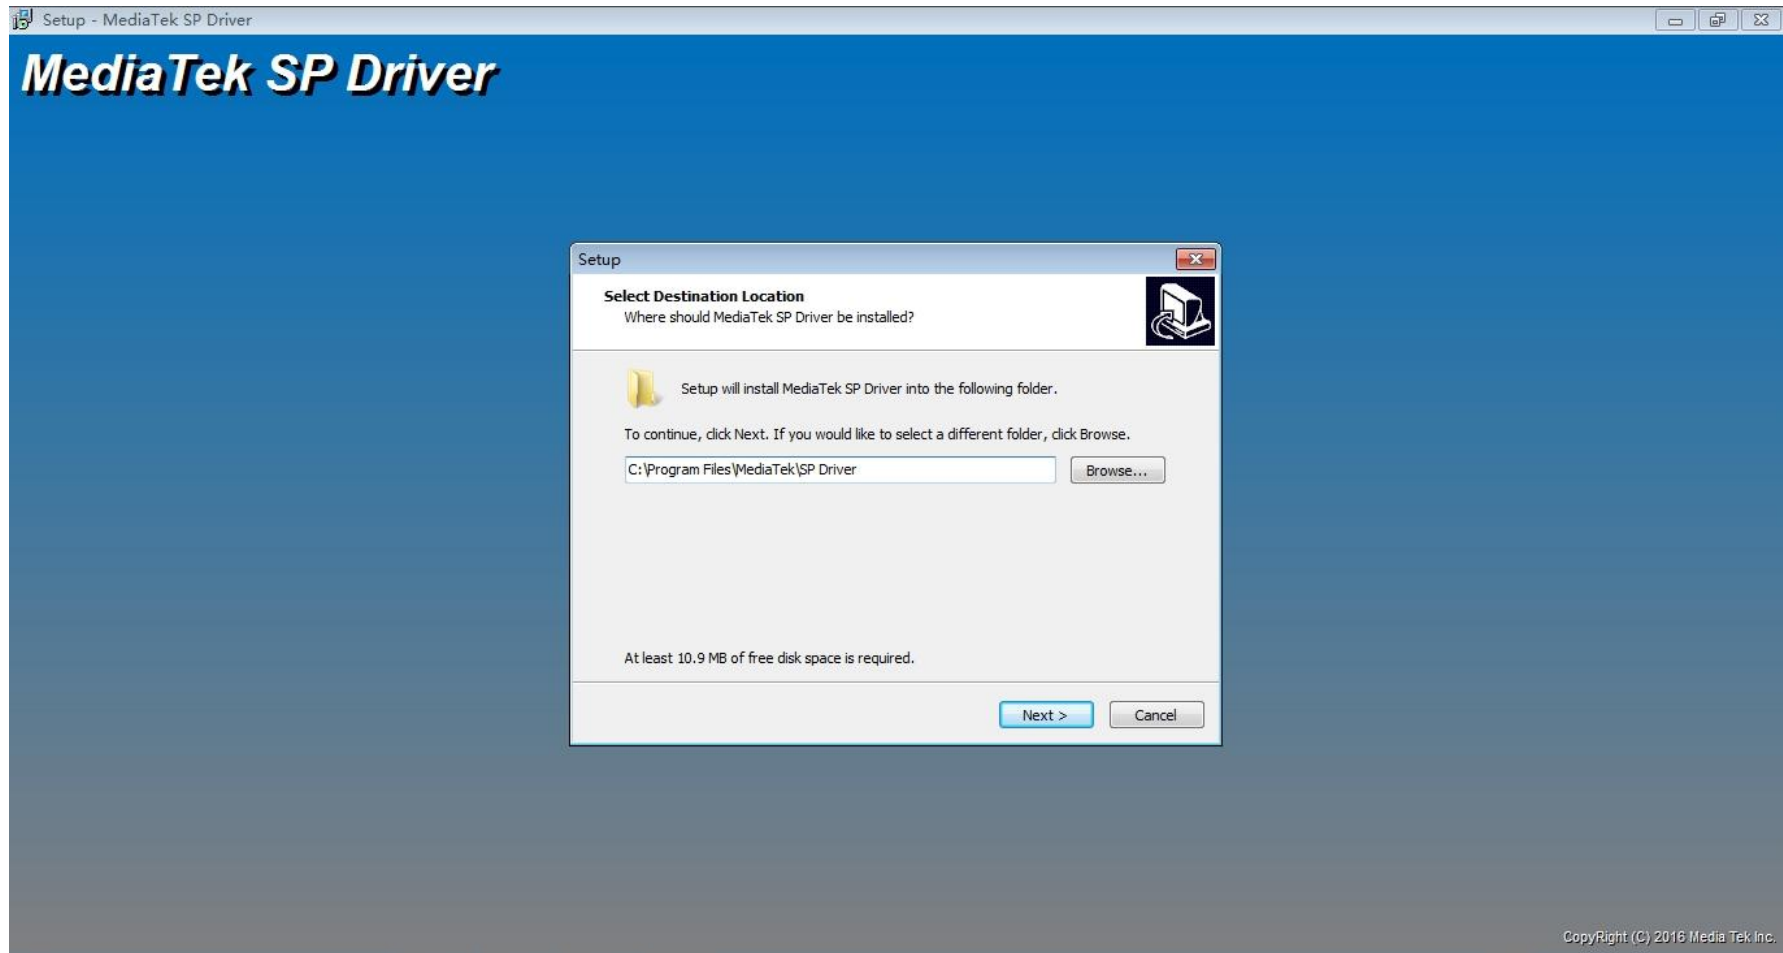 Setup - MediaTek SP Driver
MediaTek SP Driver
Setup
Select Destination Location
Where should MediaTek SP Driver be installed?
Setup will install MediaTek SP Driver into the following folder.
To continue, click Next. If you would like to select a different folder, click Browse.
C:\Program Files\MediaTek\SP Driver
Browse...
At least 10.9 MB of free disk space is required.
Next >
Cancel
CopyRight (C) 2016 Media Tek Inc.